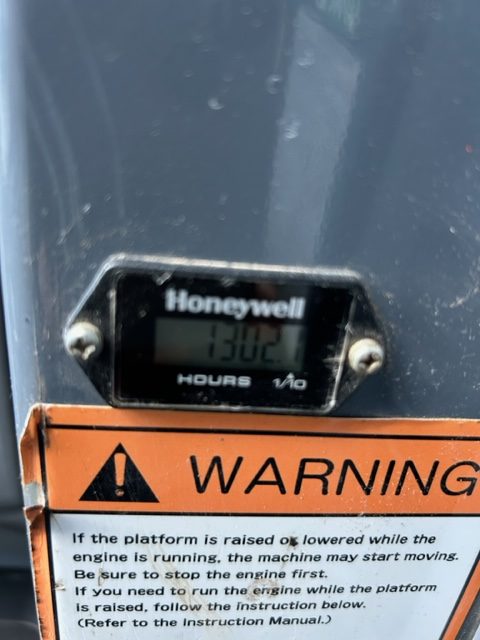 Honeywell
1302.1
HOURS 1/10
WARNING
If the platform is raised or lowered while the
engine is running, the machine may start moving.
Be sure to stop the engine first.
If you need to run the engine while the platform
is raised, follow the instruction below.
(Refer to the Instruction Manual.)